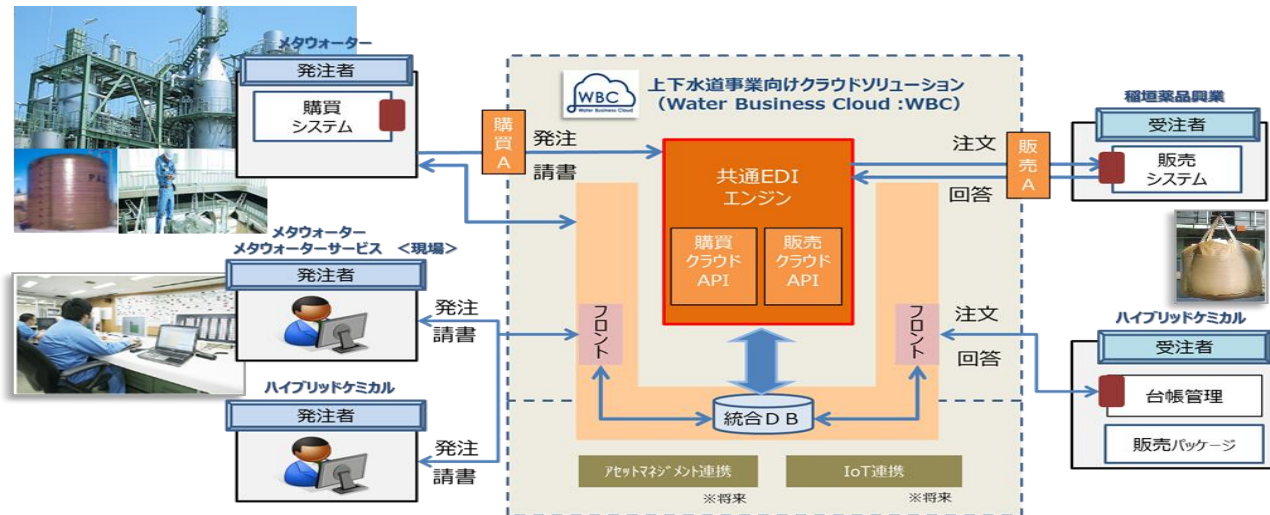 メタウォーター
発注者
購買
システム
メタウォーター
メタウォーターサービス <現場>
発注者
ハイブリッドケミカル
発注者
購買A
発注
請書
発注
請書
発注
請書
WBC
Water Business Cloud
上下水道事業向けクラウドソリューション
(Water Business Cloud :WBC)
共通EDI
エンジン
購買
クラウド
API
販売
クラウド
API
フロント
フロント
統合DB
アセットマネジメント連携
※将来
IoT連携
※将来
注文
回答
販売A
注文
回答
稲垣薬品興業
受注者
販売
システム
ハイブリッドケミカル
受注者
台帳管理
販売パッケージ